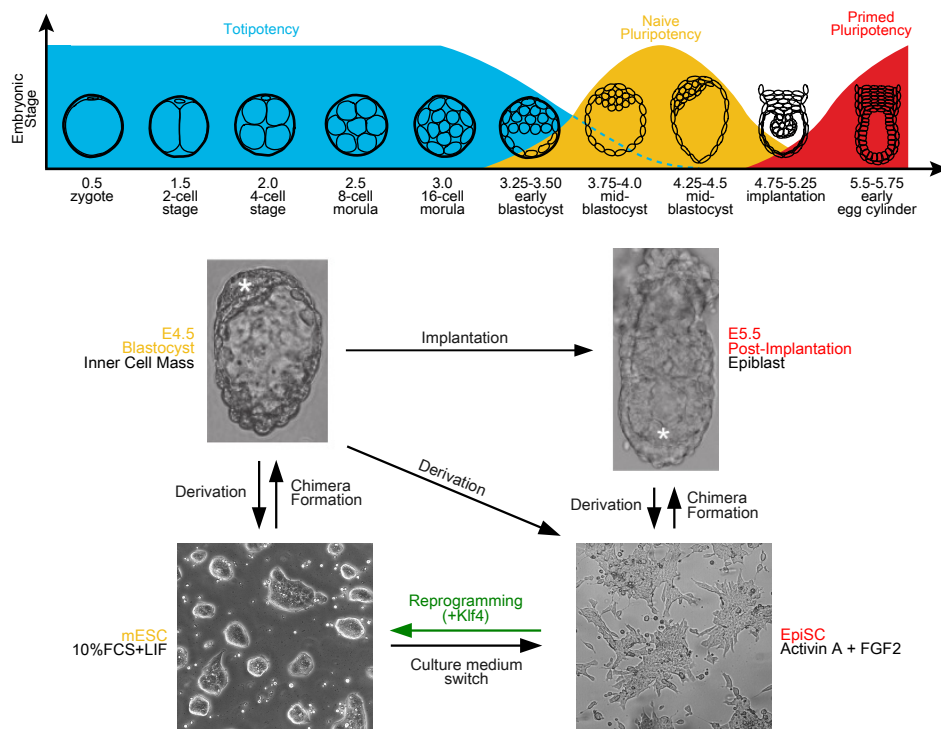 Totipotency
Naive
Pluripotency
Primed
Pluripotency
Embryonic
Stage
0.5
zygote
1.5
2-cell
stage
2.0
4-cell
stage
2.5
8-cell
morula
3.0
16-cell
morula
3.25-3.50
early
blastocyst
3.75-4.0
mid-
blastocyst
4.25-4.5
mid-
blastocyst
4.75-5.25
implantation
5.5-5.75
early
egg cylinder
*
E4.5
Blastocyst
Inner Cell Mass
Implantation
E5.5
Post-Implantation
Epiblast
*
Derivation
Chimera
Formation
Derivation
Derivation
Chimera
Formation
mESC
10%FCS+LIF
Reprogramming
(+Klf4)
Culture medium
switch
EpiSC
Activin A + FGF2